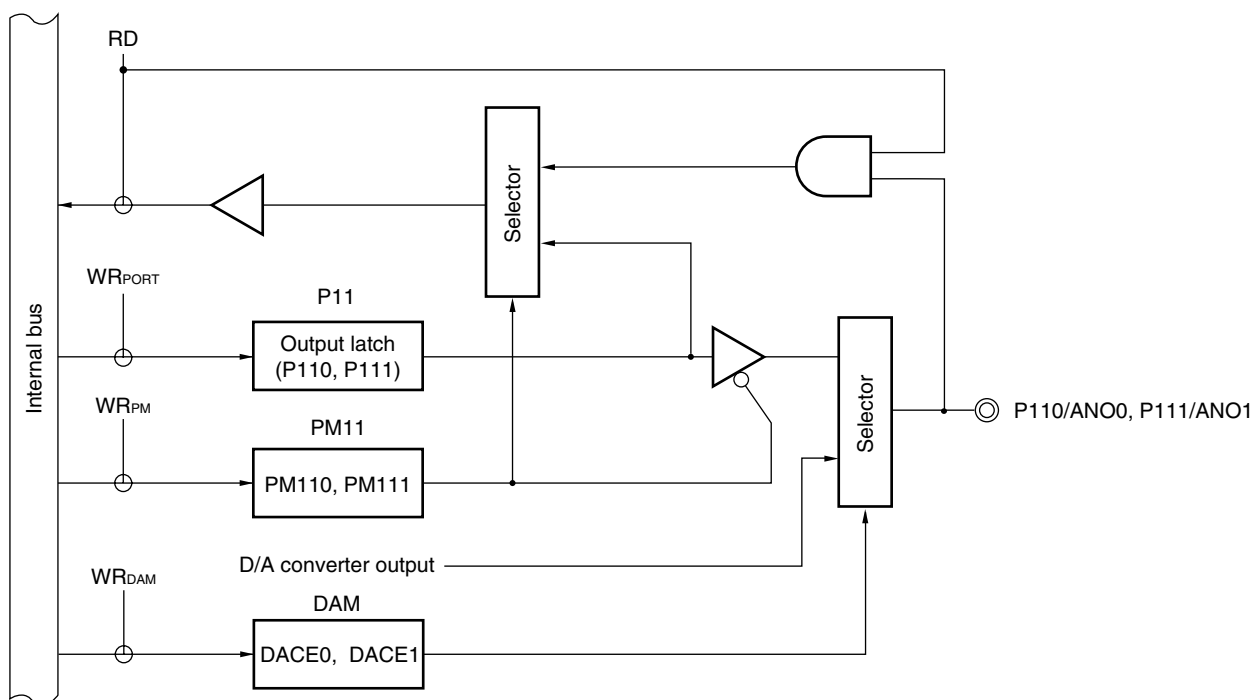 RD
Selector
WRPORT
P11
Output latch
(P110, P111)
Internal bus
WRPM
PM11
PM110, PM111
Selector
P110/ANO0, P111/ANO1
D/A converter output
WRDAM
DAM
DACE0, DACE1